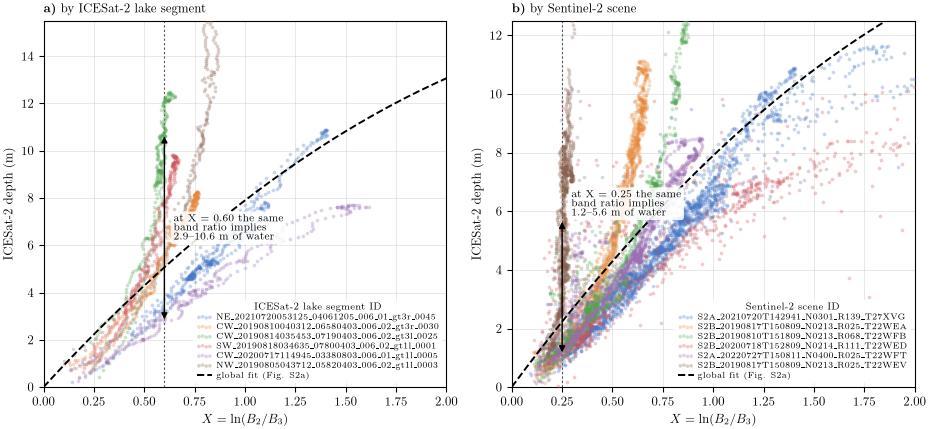 a) by ICESat-2 lake segment
ICESat-2 depth (m)
14
12
10
8
6
4
2
0
at X = 0.60 the same
band ratio implies
2.9–10.6 m of water
ICESat-2 lake segment ID
NE_20210720053125_04061205_006_01_gt3r_0045
CW_20190810040312_06580403_006_02_gt3r_0030
CW_20190814035453_07190403_006_02_gt3l_0025
SW_20190818034635_07800403_006_02_gt1l_0001
CW_20200717114945_03380803_006_01_gt1l_0005
NW_20190805043712_05820403_006_02_gt1l_0003
global fit (Fig. S2a)
0.00 0.25 0.50 0.75 1.00 1.25 1.50 1.75 2.00
X = ln(B2/B3)
b) by Sentinel-2 scene
ICESat-2 depth (m)
12
10
8
6
4
2
0
at X = 0.25 the same
band ratio implies
1.2–5.6 m of water
Sentinel-2 scene ID
S2A_20210720T142941_N0301_R139_T27XVG
S2B_20190817T150809_N0213_R025_T22WEA
S2B_20190810T151809_N0213_R068_T22WFB
S2B_20200718T152809_N0214_R111_T22WED
S2A_20220727T150811_N0400_R025_T22WFT
S2B_20190817T150809_N0213_R025_T22WEV
global fit (Fig. S2a)
0.00 0.25 0.50 0.75 1.00 1.25 1.50 1.75 2.00
X = ln(B2/B3)